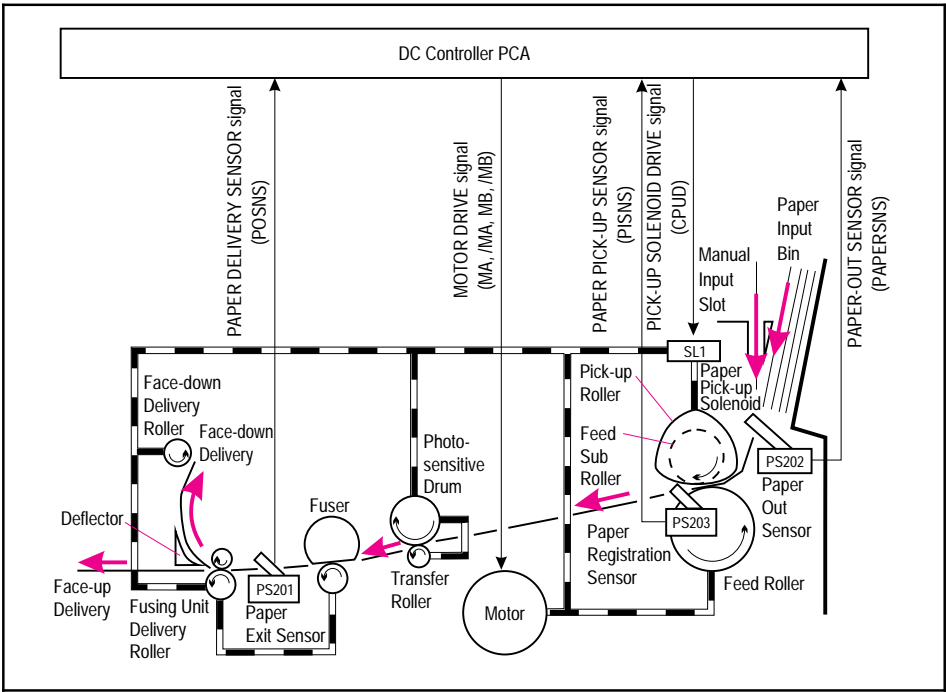 DC Controller PCA
PAPER DELIVERY SENSOR signal
(POSNS)
MOTOR DRIVE signal
(MA, /MA, MB, /MB)
PAPER PICK-UP SENSOR signal
(PISNS)
PICK-UP SOLENOID DRIVE signal
(CPUD)
PAPER-OUT SENSOR signal
(PAPERSNS)
Paper
Input
Bin
Manual
Input
Slot
SL1
Paper
Pick-up
Solenoid
Pick-up
Roller
Feed
Sub
Roller
PS202
Paper
Out
Sensor
PS203
Paper
Registration
Sensor
Feed Roller
Face-down
Delivery
Roller
Face-down
Delivery
Photo-
sensitive
Drum
Fuser
Deflector
Face-up
Delivery
Fusing Unit
Delivery
Roller
PS201
Paper
Exit Sensor
Transfer
Roller
Motor